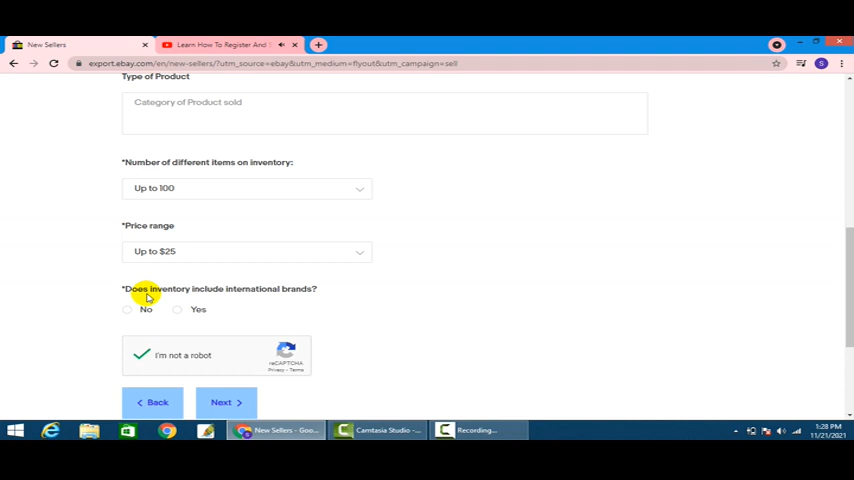 New Sellers
Learn How To Register And S
export.ebay.com/en/new-sellers/?utm_source=ebay&utm_medium=flyout&utm_campaign=sell
S
Type of Product
Category of Product sold
*Number of different items on inventory:
Up to 100
*Price range
Up to $25
*Does inventory include international brands?
No
Yes
I'm not a robot
reCAPTCHA
Privacy - Terms
Back
Next
New Sellers - Goo...
Camtasia Studio -...
Recording...
1:28 PM
11/21/2021